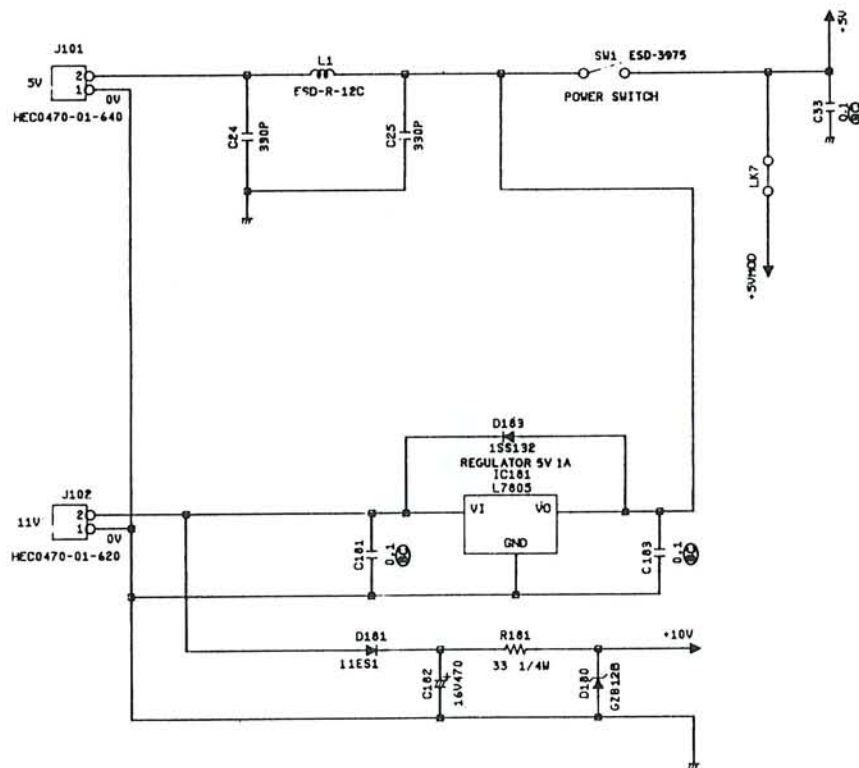 +5V
J101
5V
2
1
0V
HEC0470-01-640
L1
ESD-R-12C
C24
330P
C25
330P
SW1 ESD-3975
POWER SWITCH
C33
0.1
LK7
+5VMOD
D183
1SS132
REGULATOR 5V 1A
IC181
L7805
VI
VO
GND
J102
11V
2
1
0V
HEC0470-01-620
C181
0.1
C183
0.1
D181
11ES1
R181
33 1/4W
+10V
C182
+
16V470
D180
GZB12B